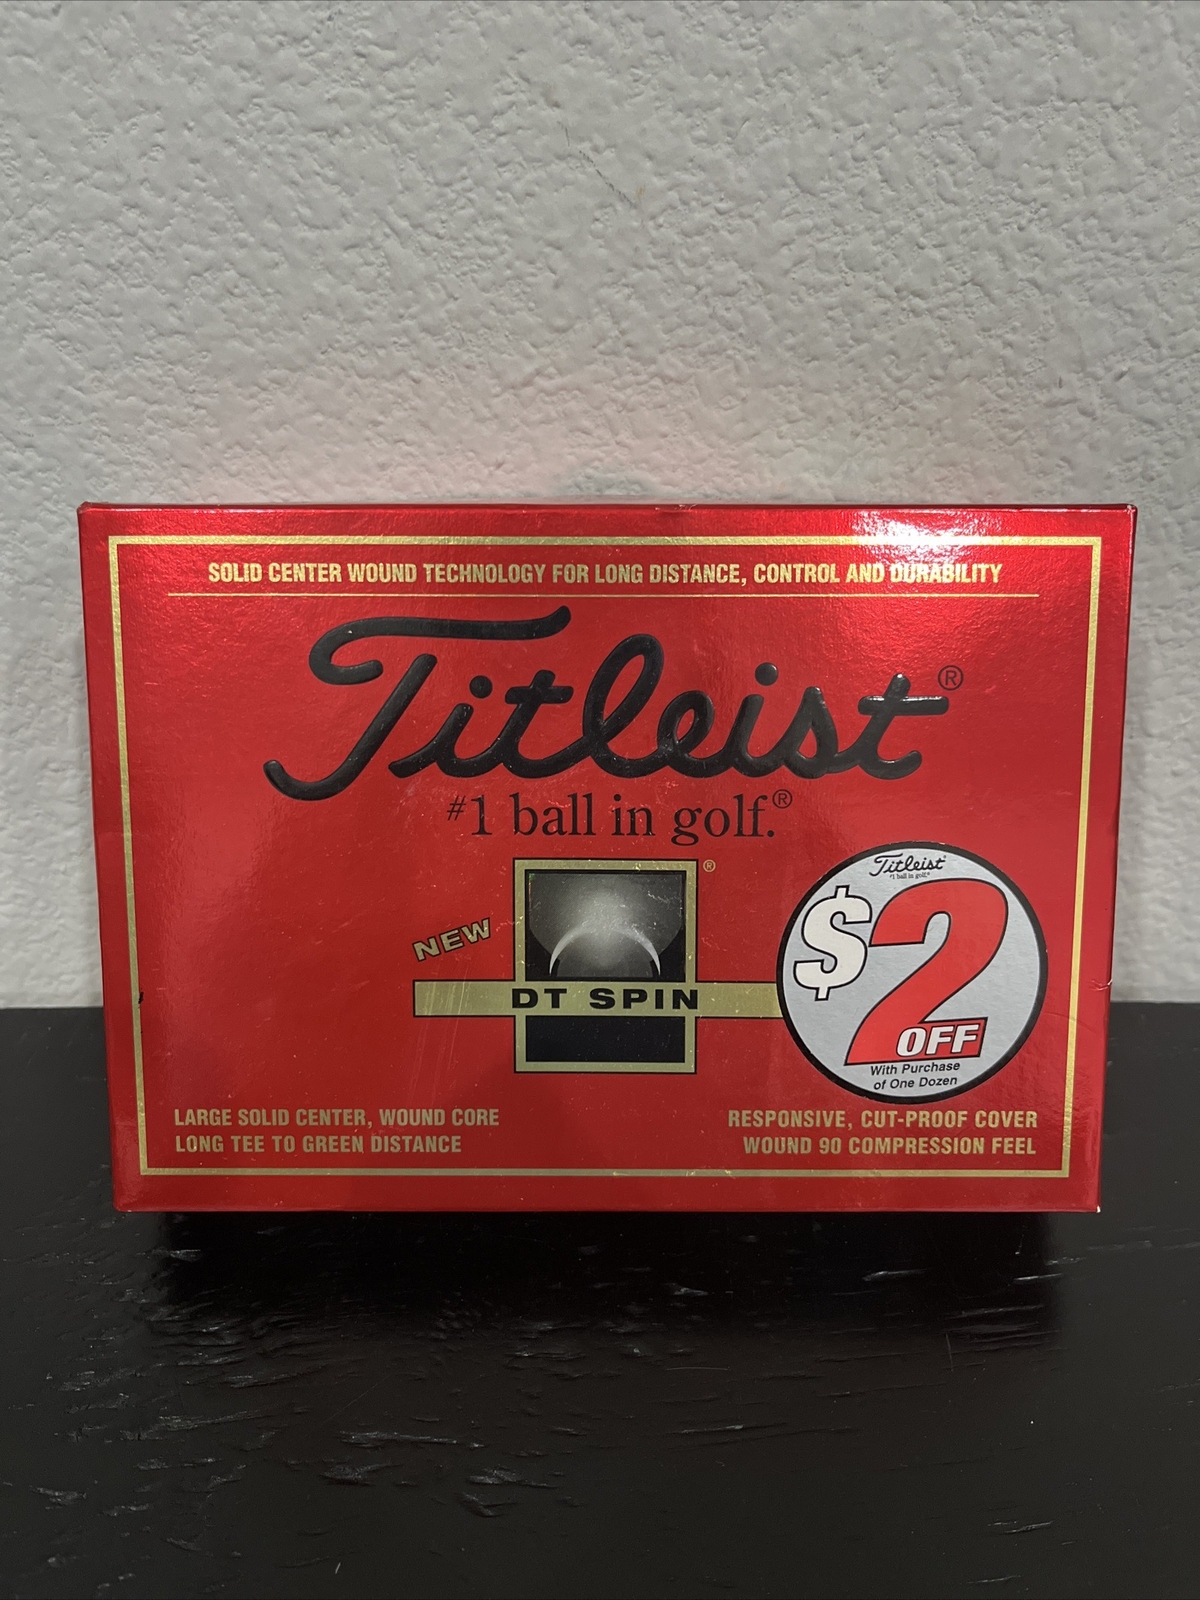 SOLID CENTER WOUND TECHNOLOGY FOR LONG DISTANCE, CONTROL AND DURABILITY
Titleist®
#1 ball in golf.®
®
NEW
DT SPIN
Titleist®
#1 ball in golf.®
$2
OFF
With Purchase
of One Dozen
LARGE SOLID CENTER, WOUND CORE
LONG TEE TO GREEN DISTANCE
RESPONSIVE, CUT-PROOF COVER
WOUND 90 COMPRESSION FEEL